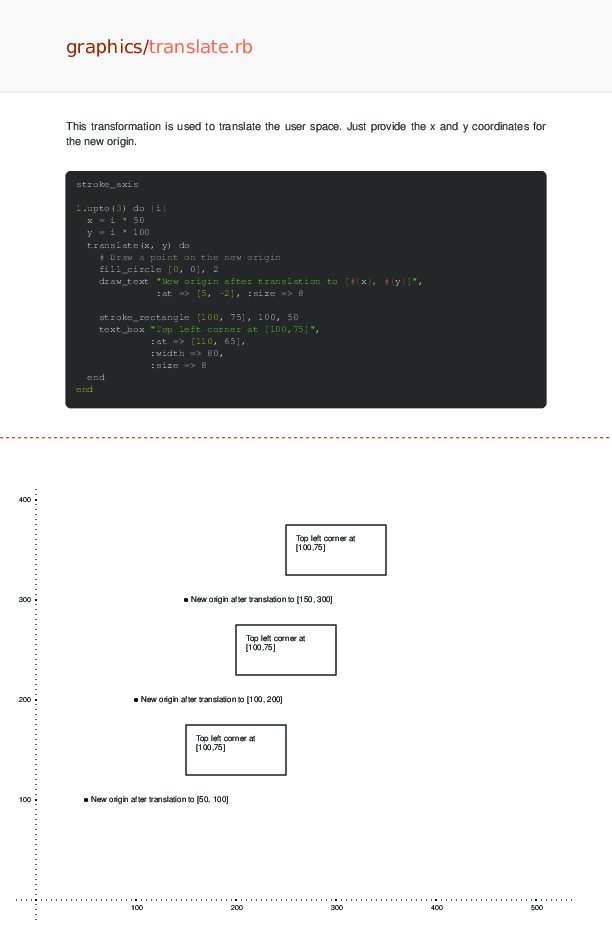 graphics/translate.rb
This transformation is used to translate the user space. Just provide the x and y coordinates for
the new origin.
stroke_axis
1.upto(3) do |i|
x = i * 50
y = i * 100
translate(x, y) do
# Draw a point on the new origin
fill_circle [0, 0], 2
draw_text "New origin after translation to [#{x}, #{y}]",
:at => [5, -2], :size => 8
stroke_rectangle [100, 75], 100, 50
text_box "Top left corner at [100,75]",
:at => [110, 65],
:width => 80,
:size => 8
end
end
400
Top left corner at
[100,75]
300
New origin after translation to [150, 300]
Top left corner at
[100,75]
200
New origin after translation to [100, 200]
Top left corner at
[100,75]
100
New origin after translation to [50, 100]
100 200 300 400 500